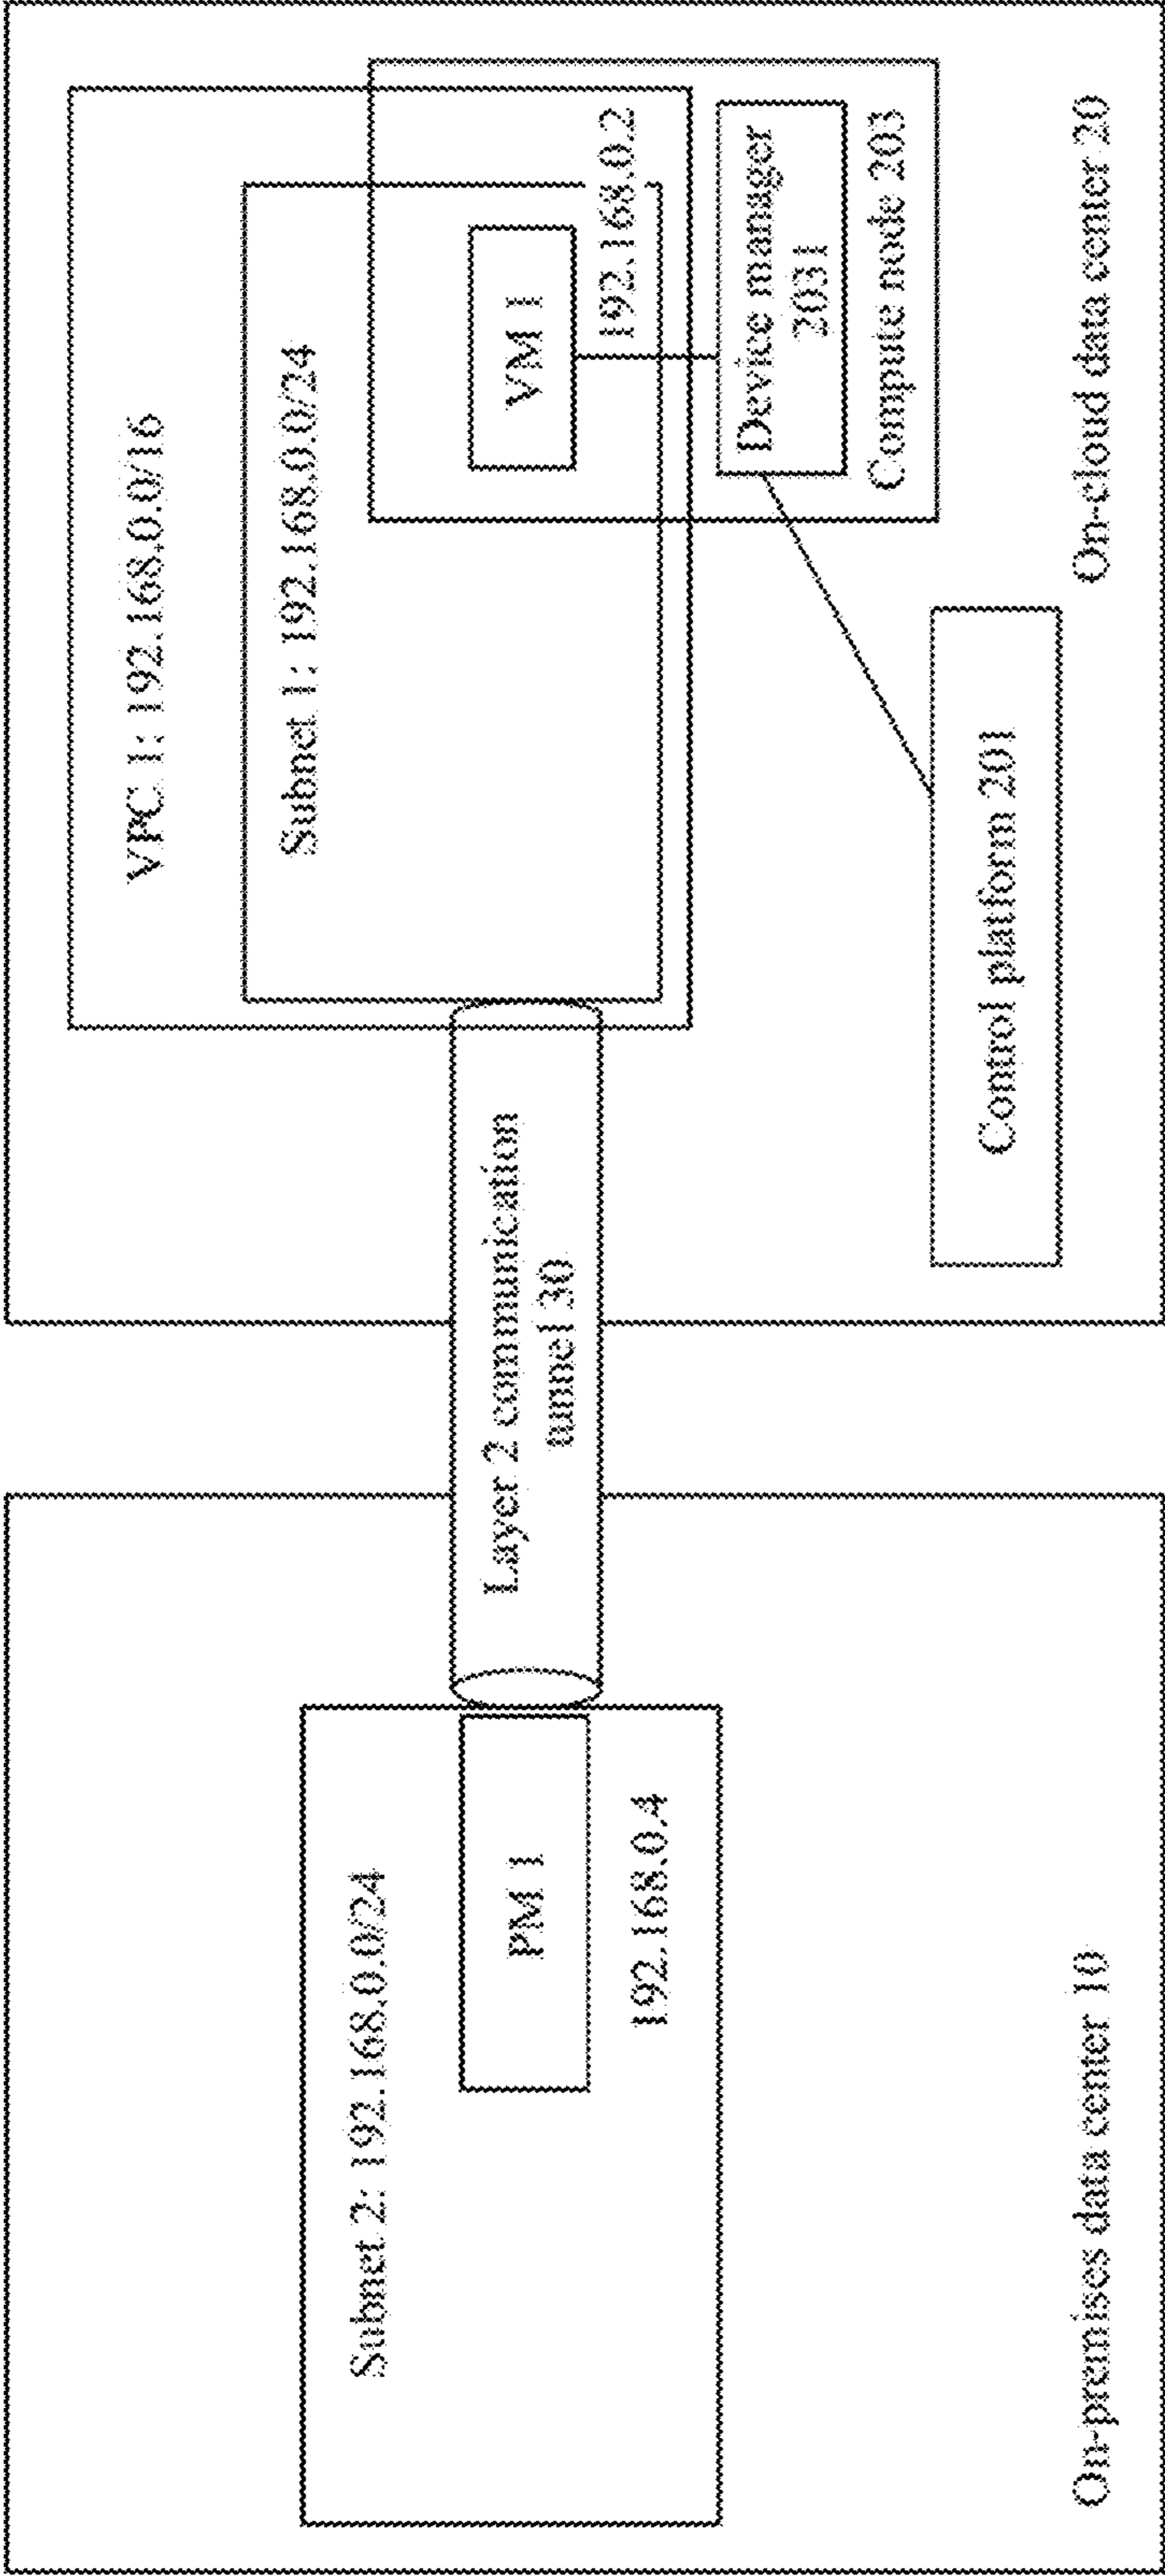 Subnet 2: 192.168.0.0/24
PM 1
192.168.0.4
On-premises data center 10
Layer 2 communication
tunnel 30
VPC 1: 192.168.0.0/16
Subnet 1: 192.168.0.0/24
VM 1
192.168.0.2
Device manager
2031
Compute node 203
Control platform 201
On-cloud data center 20